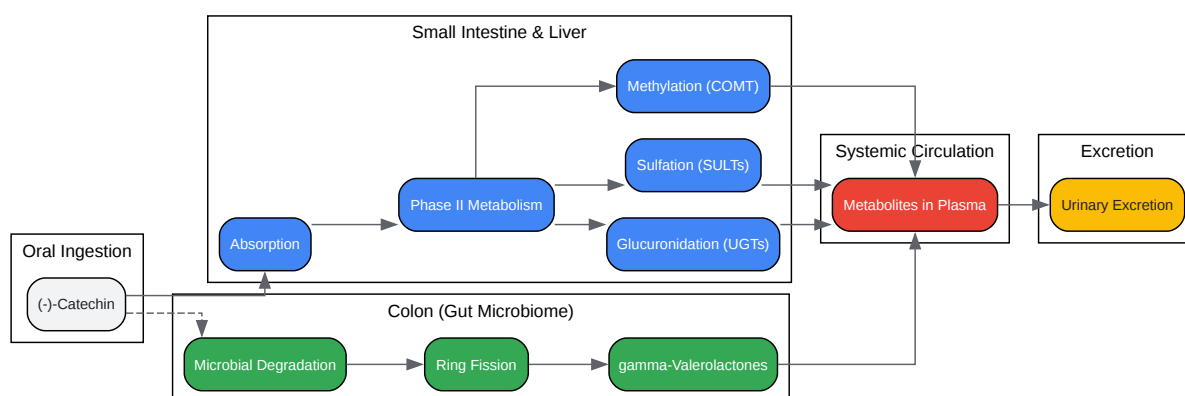 Small Intestine & Liver
Methylation (COMT)
Sulfation (SULTs)
Phase II Metabolism
Glucuronidation (UGTs)
Absorption
Systemic Circulation
Metabolites in Plasma
Excretion
Urinary Excretion
Oral Ingestion
(-)-Catechin
Colon (Gut Microbiome)
Microbial Degradation
Ring Fission
gamma-Valerolactones